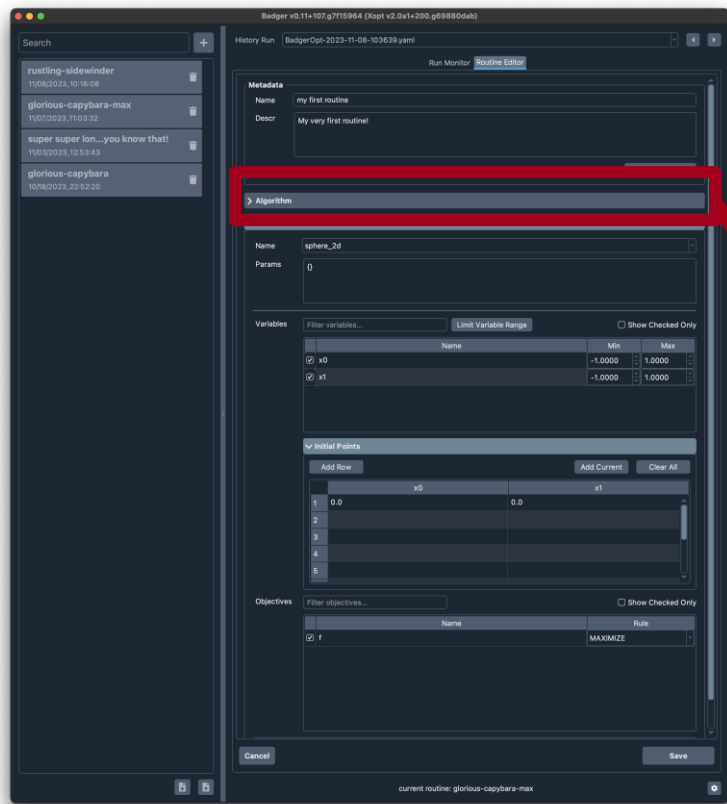 Badger v0.11+107.g7f15964 (Xopt v2.0a1+200.g69880dab)
Search
+
rustling-sidewinder
11/08/2023, 10:18:08
glorious-capybara-max
11/07/2023, 11:03:32
super super lon...you know that!
11/03/2023, 12:53:43
glorious-capybara
10/18/2023, 22:52:20
History Run BadgerOpt-2023-11-06-103639.yaml
Run Monitor Routine Editor
Metadata
Name my first routine
Descr My very first routine!
Algorithm
Name sphere_2d
Params {}
Variables Filter variables... Limit Variable Range Show Checked Only
Name Min Max
x0 -1.0000 1.0000
x1 -1.0000 1.0000
Initial Points
Add Row Add Current Clear All
x0 x1
1 0.0 0.0
2
3
4
5
Objectives Filter objectives... Show Checked Only
Name Rule
f MAXIMIZE
Cancel Save
current routine: glorious-capybara-max